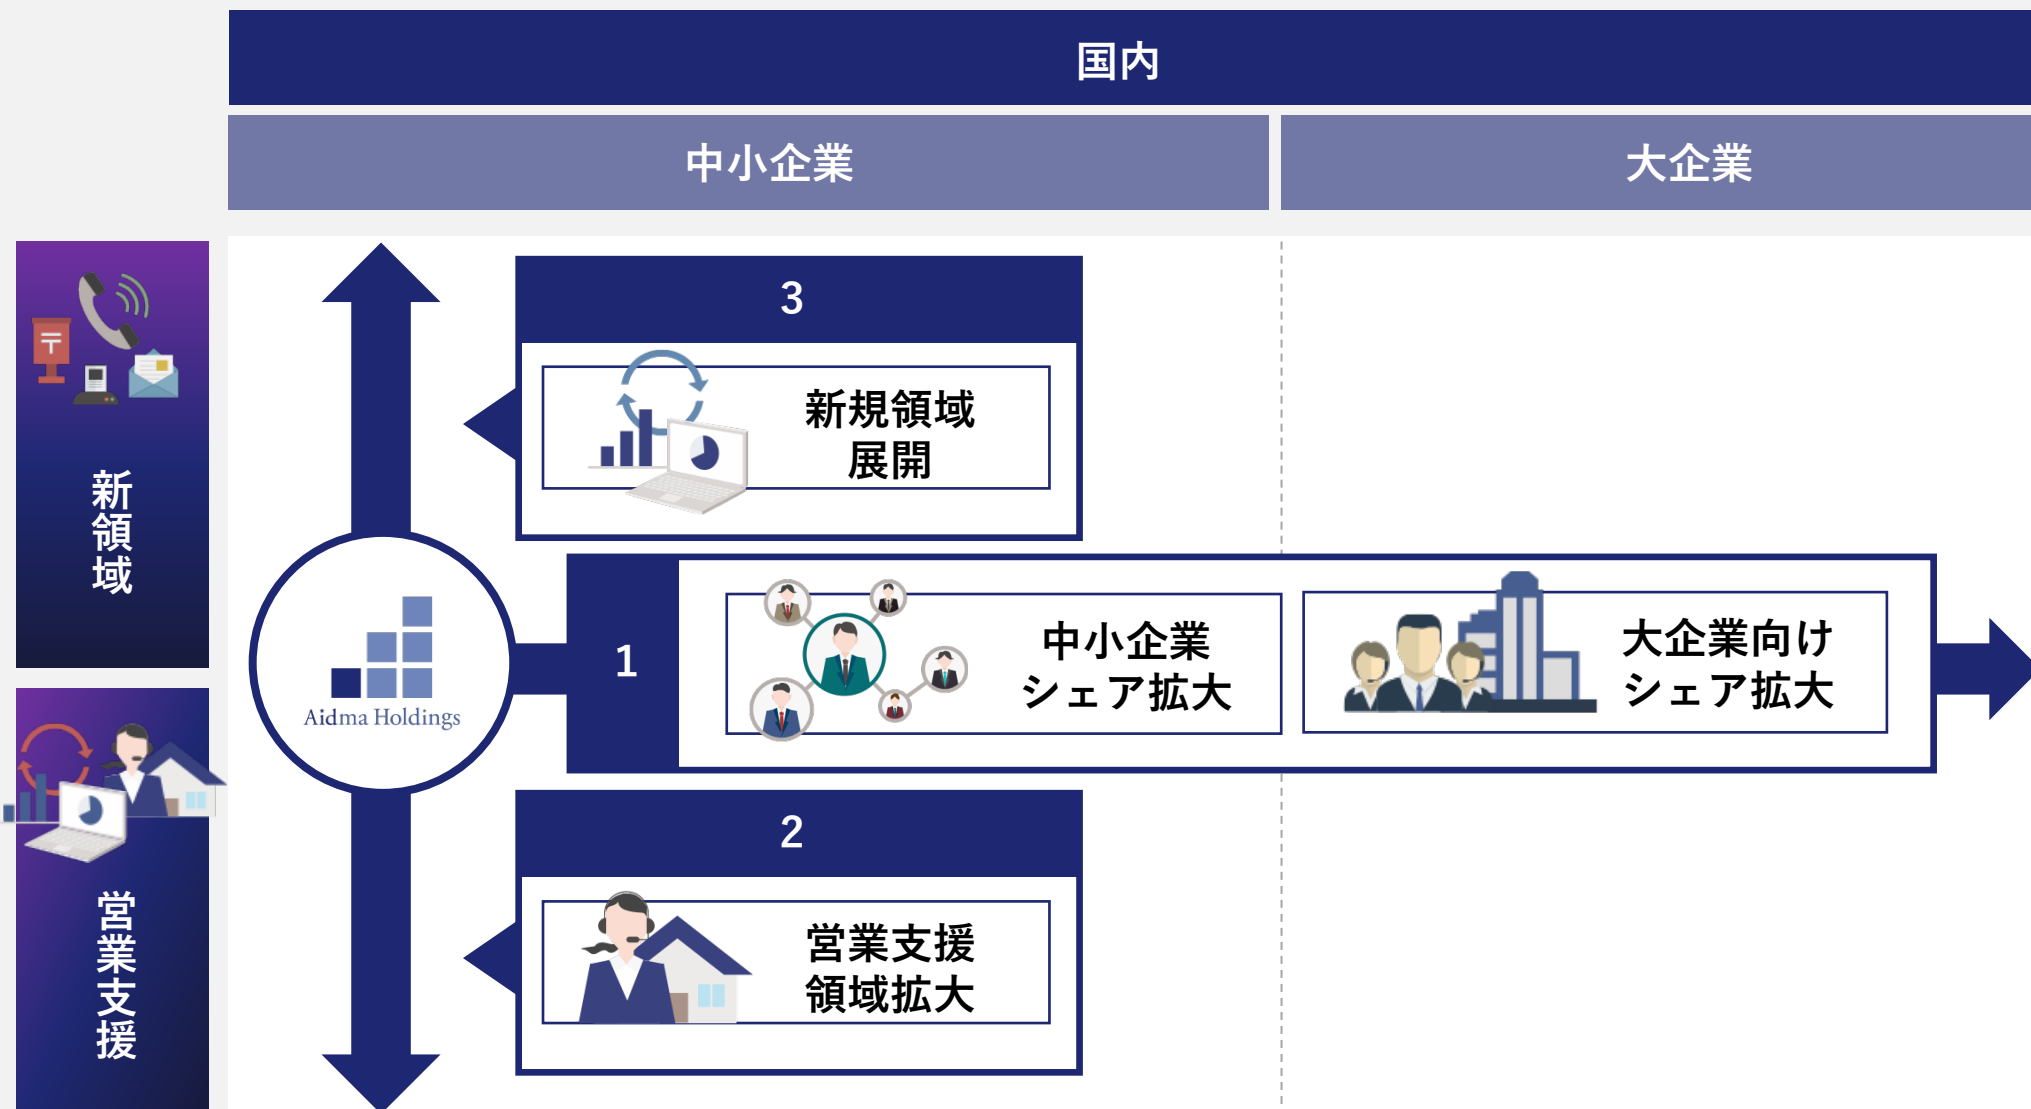 国内
中小企業
大企業
新領域
営業支援
3
新規領域
展開
Aidma Holdings
1
中小企業
シェア拡大
大企業向け
シェア拡大
2
営業支援
領域拡大
〒